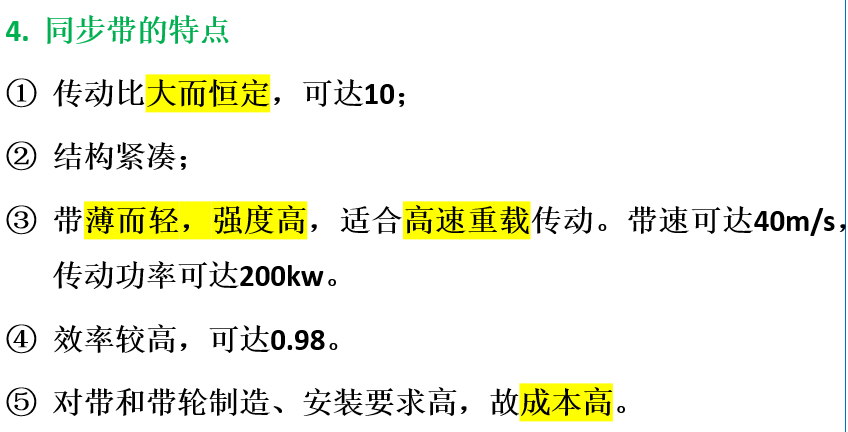 4. 同步带的特点
① 传动比大而恒定，可达10；
② 结构紧凑；
③ 带薄而轻，强度高，适合高速重载传动。带速可达40m/s，
传动功率可达200kw。
④ 效率较高，可达0.98。
⑤ 对带和带轮制造、安装要求高，故成本高。